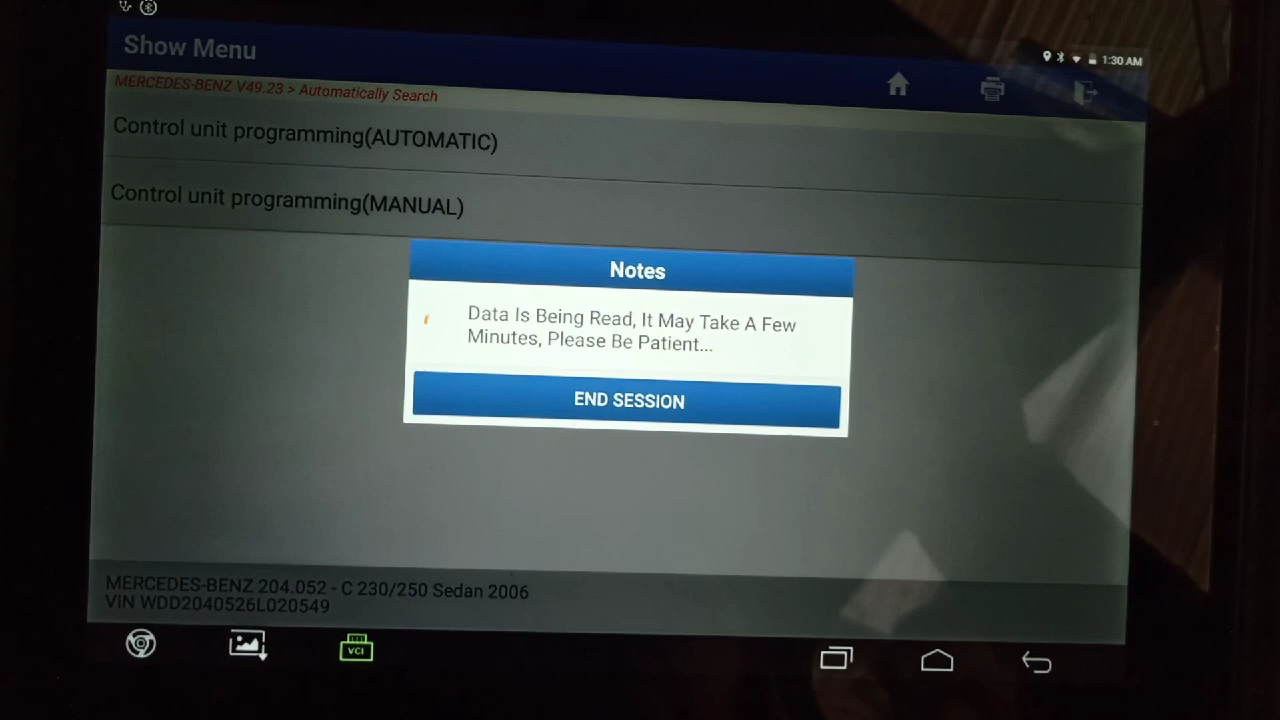 1:30 AM
Show Menu
MERCEDES-BENZ V49.23 > Automatically Search
Control unit programming(AUTOMATIC)
Control unit programming(MANUAL)
Notes
Data Is Being Read, It May Take A Few
Minutes, Please Be Patient...
END SESSION
MERCEDES-BENZ 204.052 - C 230/250 Sedan 2006
VIN WDD2040526L020549
VCI